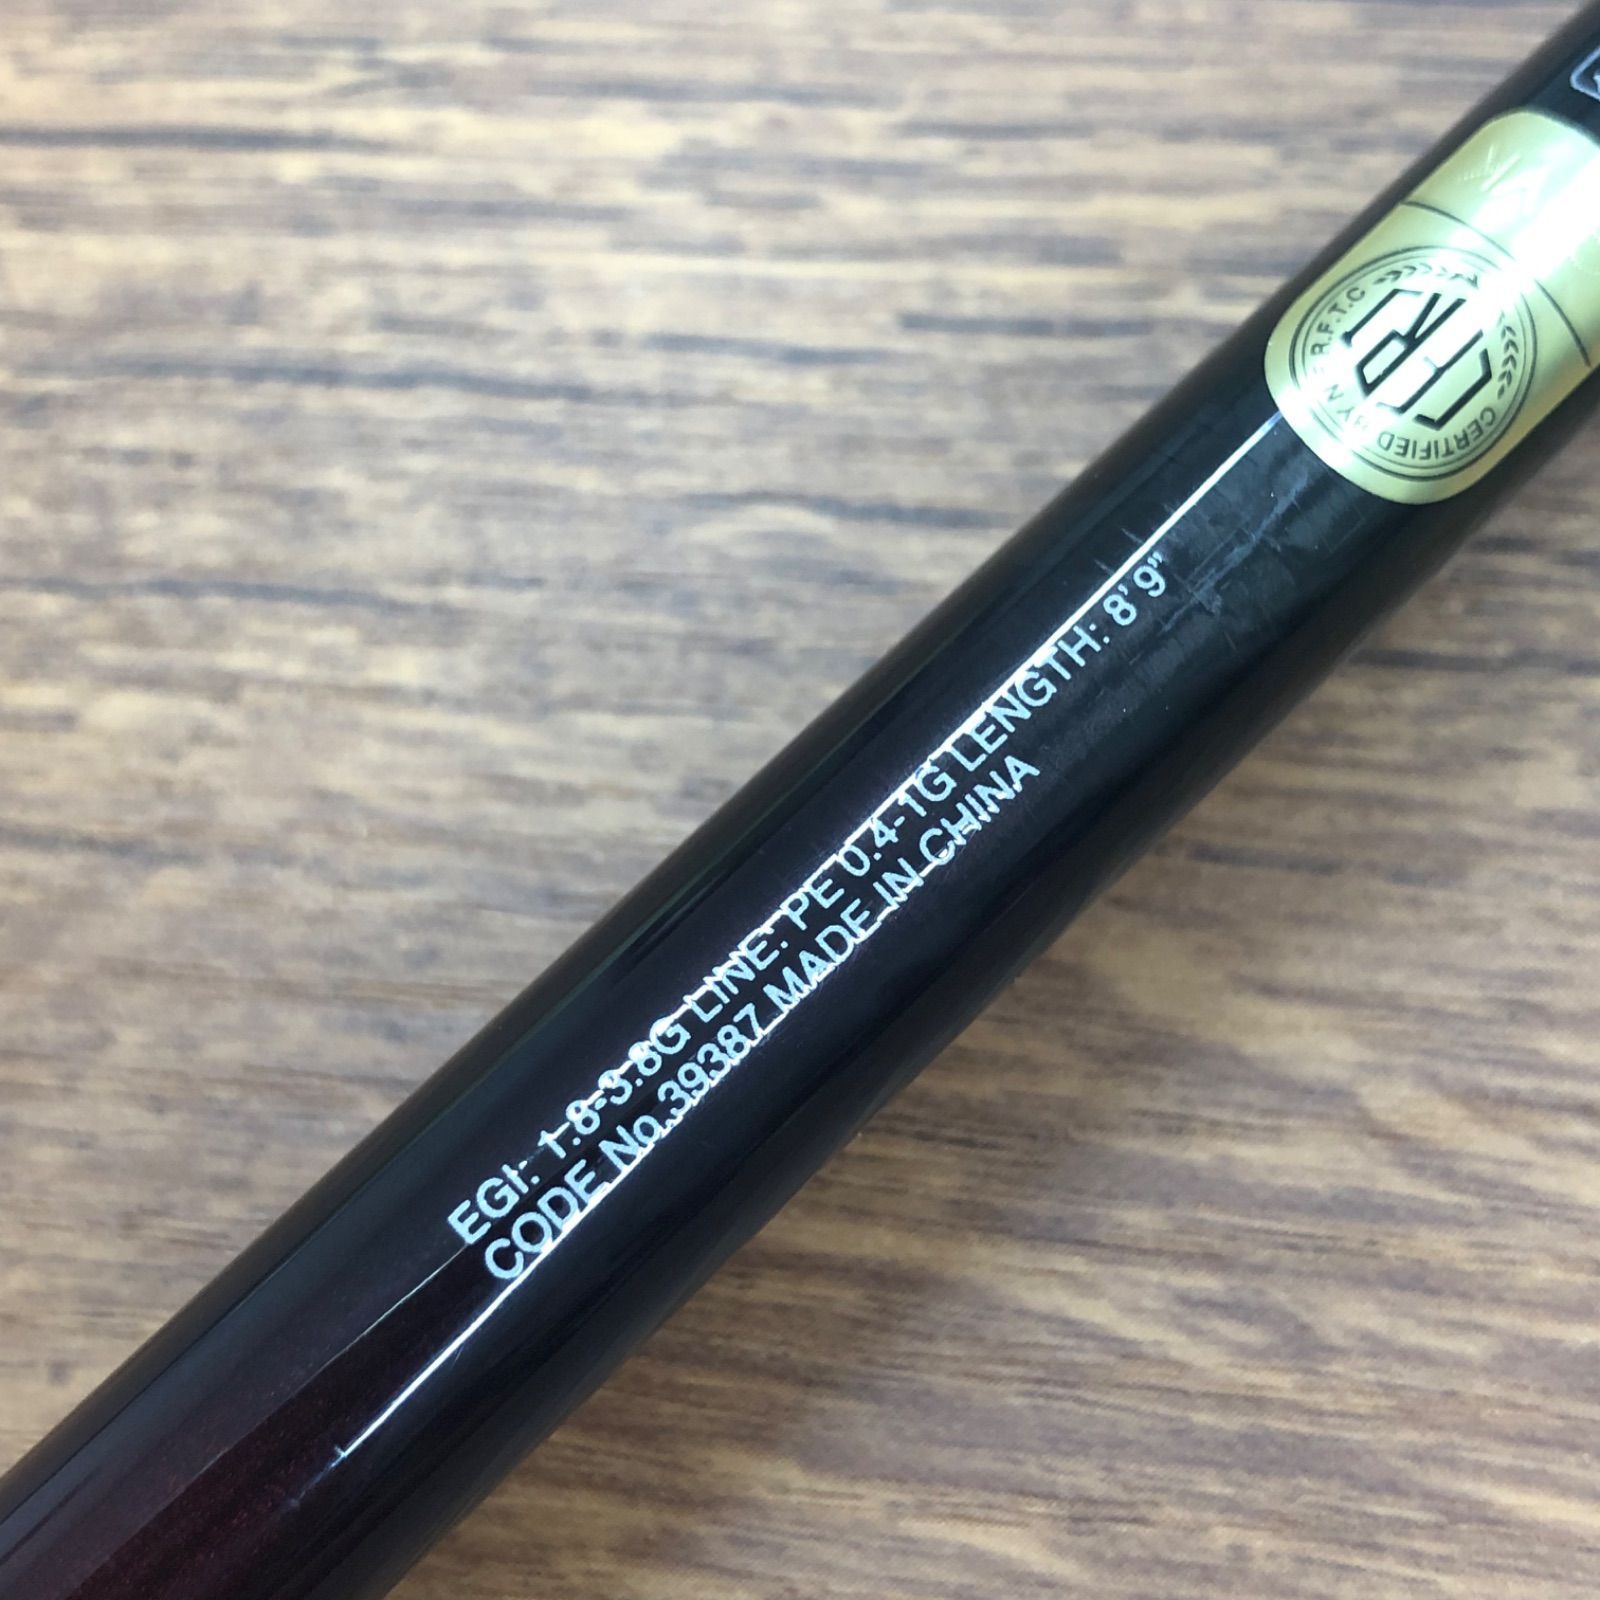 EGI: 1.8-3.8G LINE: PE 0.4-1G LENGTH: 8' 9"
CODE No.39387 MADE IN CHINA
CERTIFIED BY N.E.R.F.T.C
CFRJ